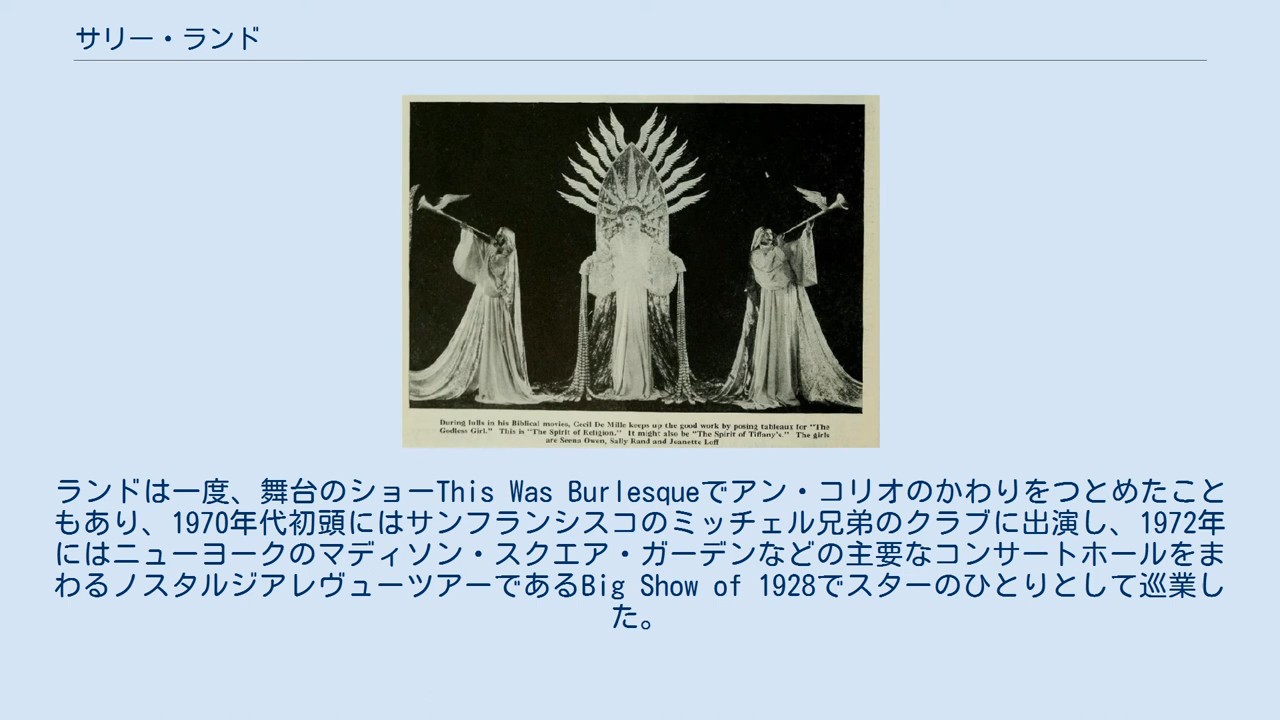 サリー・ランド
During lulls in his Biblical movies, Cecil De Mille keeps up the good work by posing tableaux for "The
Godless Girl." This is "The Spirit of Religion." It might also be "The Spirit of Tiffany's." The girls
are Seena Owen, Sally Rand and Jeanette Loff
ランドは一度、舞台のショーThis Was Burlesqueでアン・コリオのかわりをつとめたこと
もあり、1970年代初頭にはサンフランシスコのミッチェル兄弟のクラブに出演し、1972年
にはニューヨークのマディソン・スクエア・ガーデンなどの主要なコンサートホールをま
わるノスタルジアレヴューツアーであるBig Show of 1928でスターのひとりとして巡業し
た。